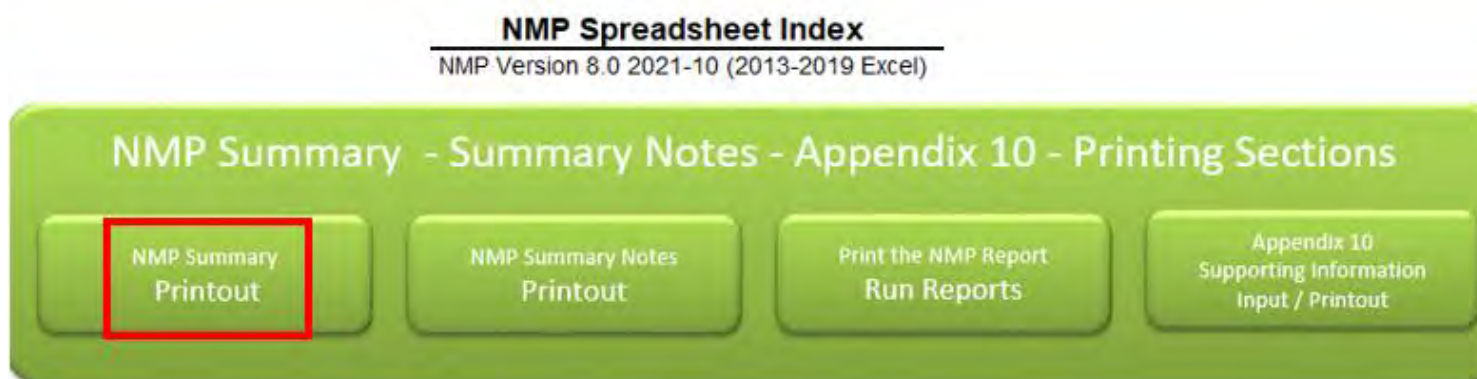 NMP Spreadsheet Index
NMP Version 8.0 2021-10 (2013-2019 Excel)
NMP Summary - Summary Notes - Appendix 10 - Printing Sections
NMP Summary
Printout
NMP Summary Notes
Printout
Print the NMP Report
Run Reports
Appendix 10
Supporting Information
Input / Printout